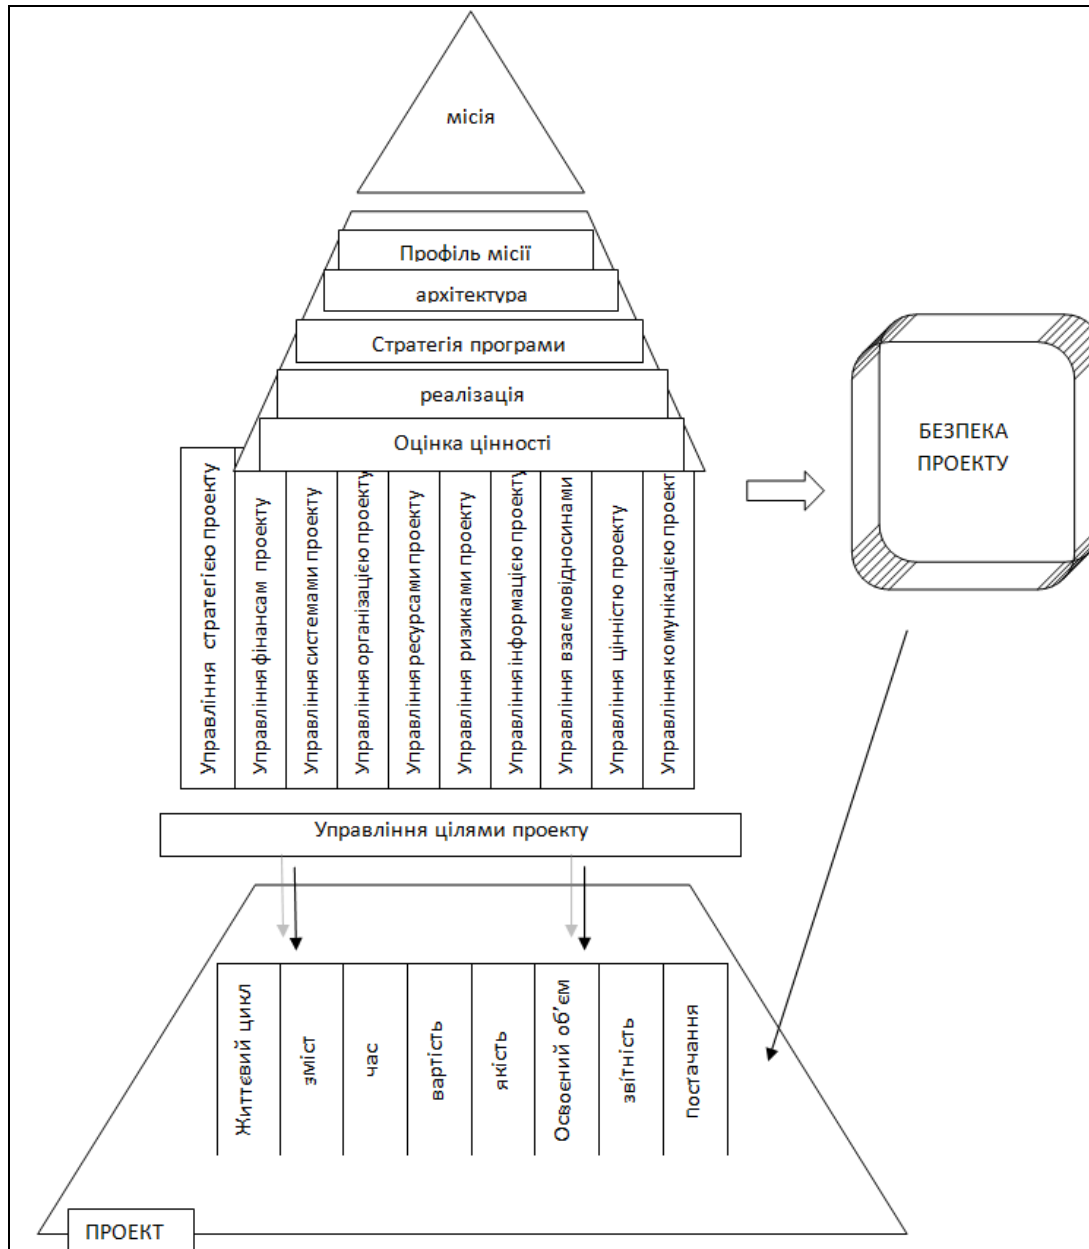 місія
Профіль місії
архітектура
Стратегія програми
реалізація
Оцінка цінності
Управління стратегією проекту
Управління фінансам проекту
Управління системами проекту
Управління організацією проекту
Управління ресурсами проекту
Управління ризиками проекту
Управління інформацією проекту
Управління взаємовідносинами
Управління цінністю проекту
Управління комунікацією проект
БЕЗПЕКА
ПРОЕКТУ
Управління цілями проекту
Життєвий цикл
зміст
час
вартість
якість
Освоєний об'єм
звітність
Постачання
ПРОЕКТ